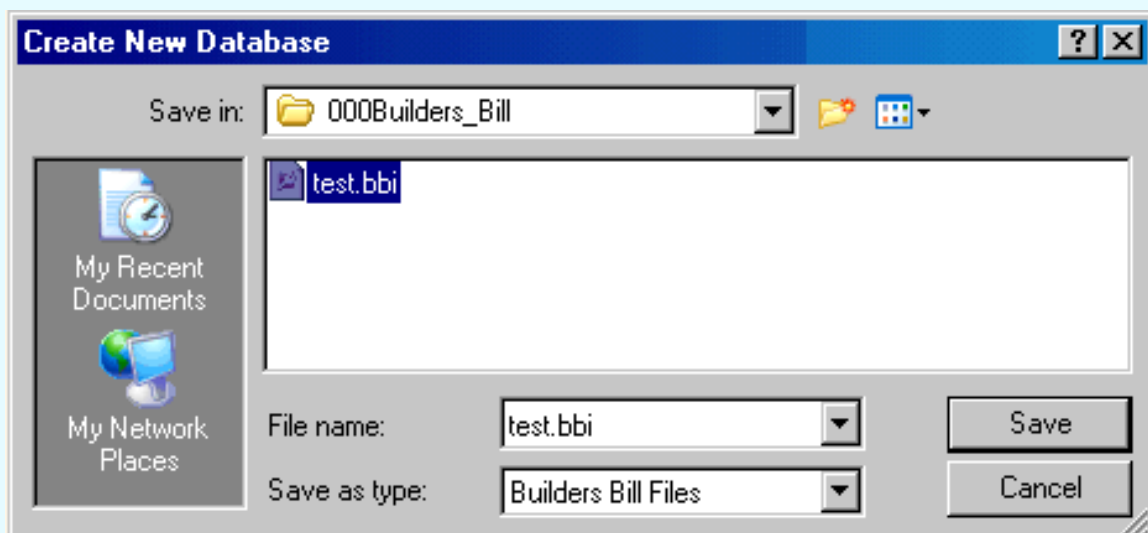 Create New Database
Save in:
000Builders_Bill
test.bbi
My Recent
Documents
My Network
Places
File name:
test.bbi
Save
Save as type:
Builders Bill Files
Cancel